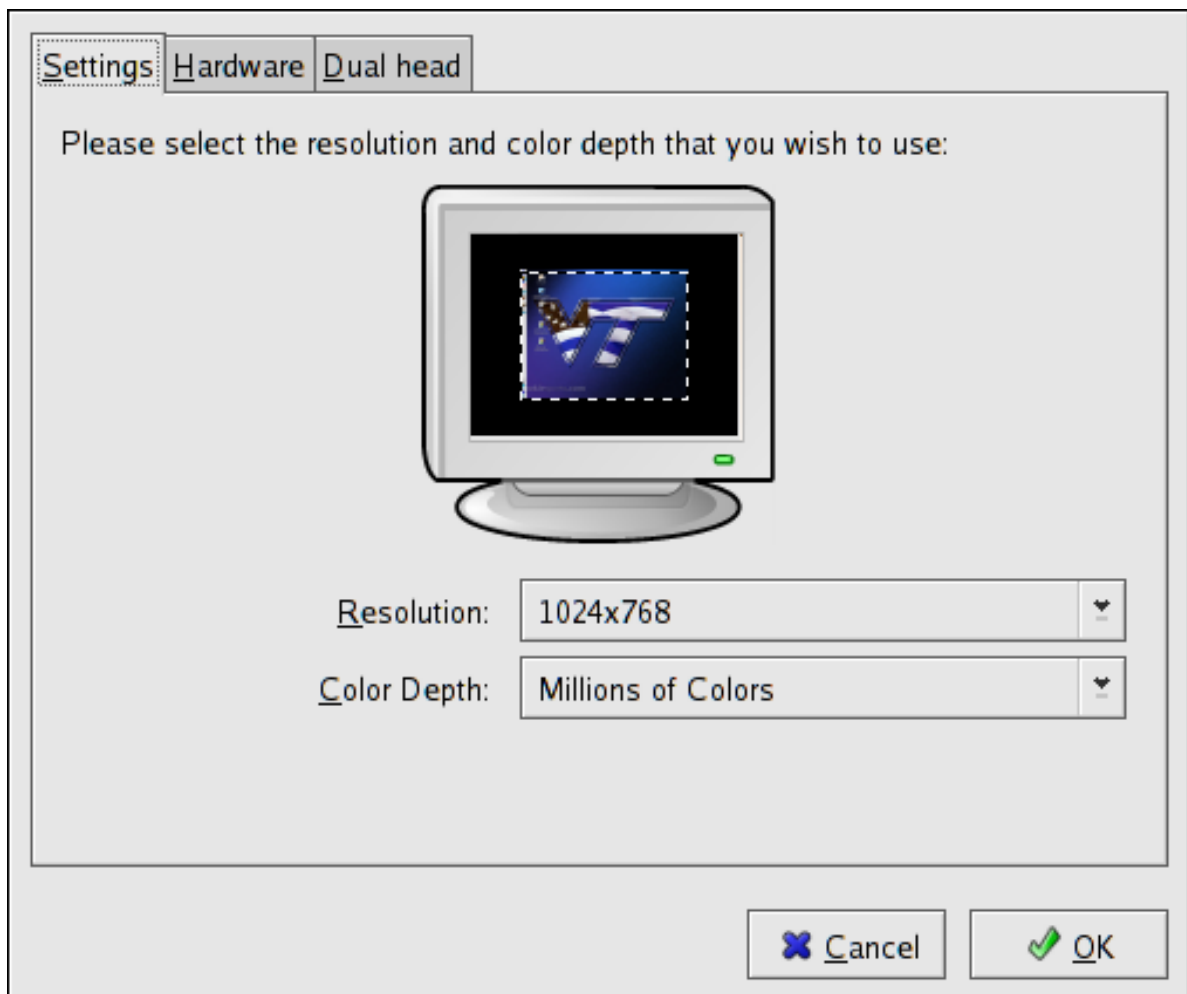 Settings Hardware Dual head
Please select the resolution and color depth that you wish to use:
VT
Resolution: 1024x768
Color Depth: Millions of Colors
Cancel OK